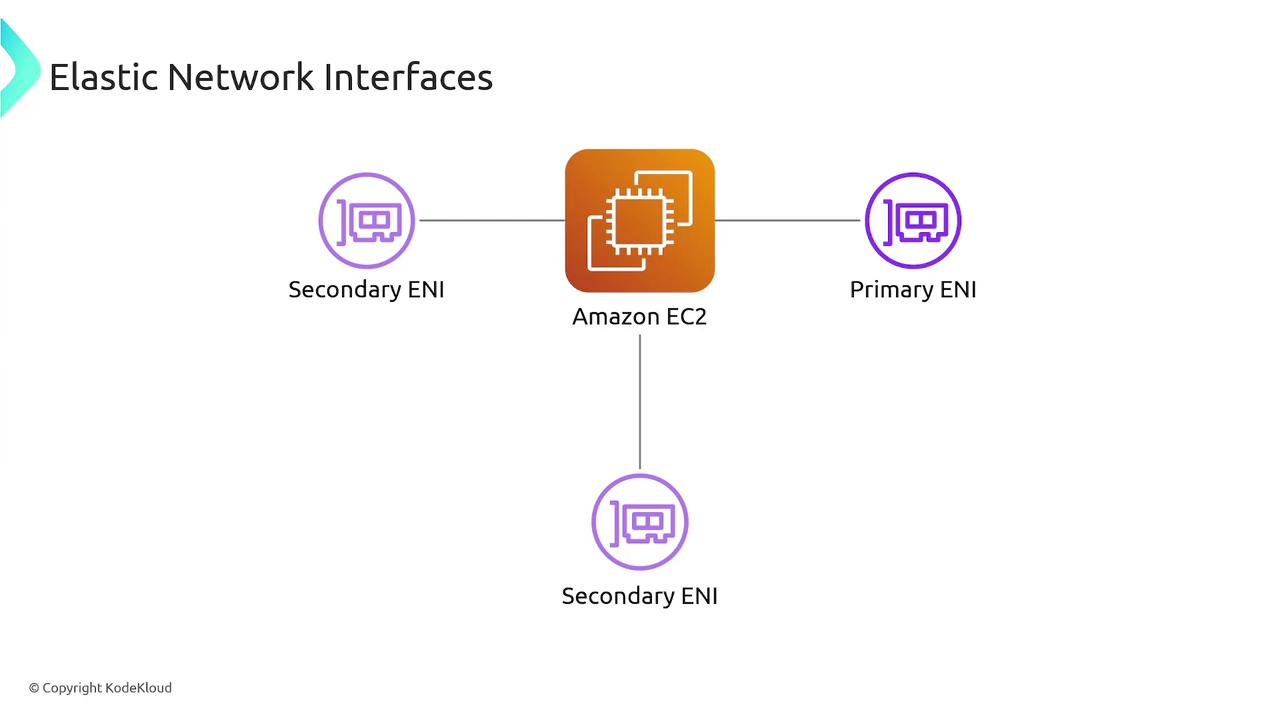 Elastic Network Interfaces
Secondary ENI
Amazon EC2
Primary ENI
Secondary ENI
© Copyright KodeKloud